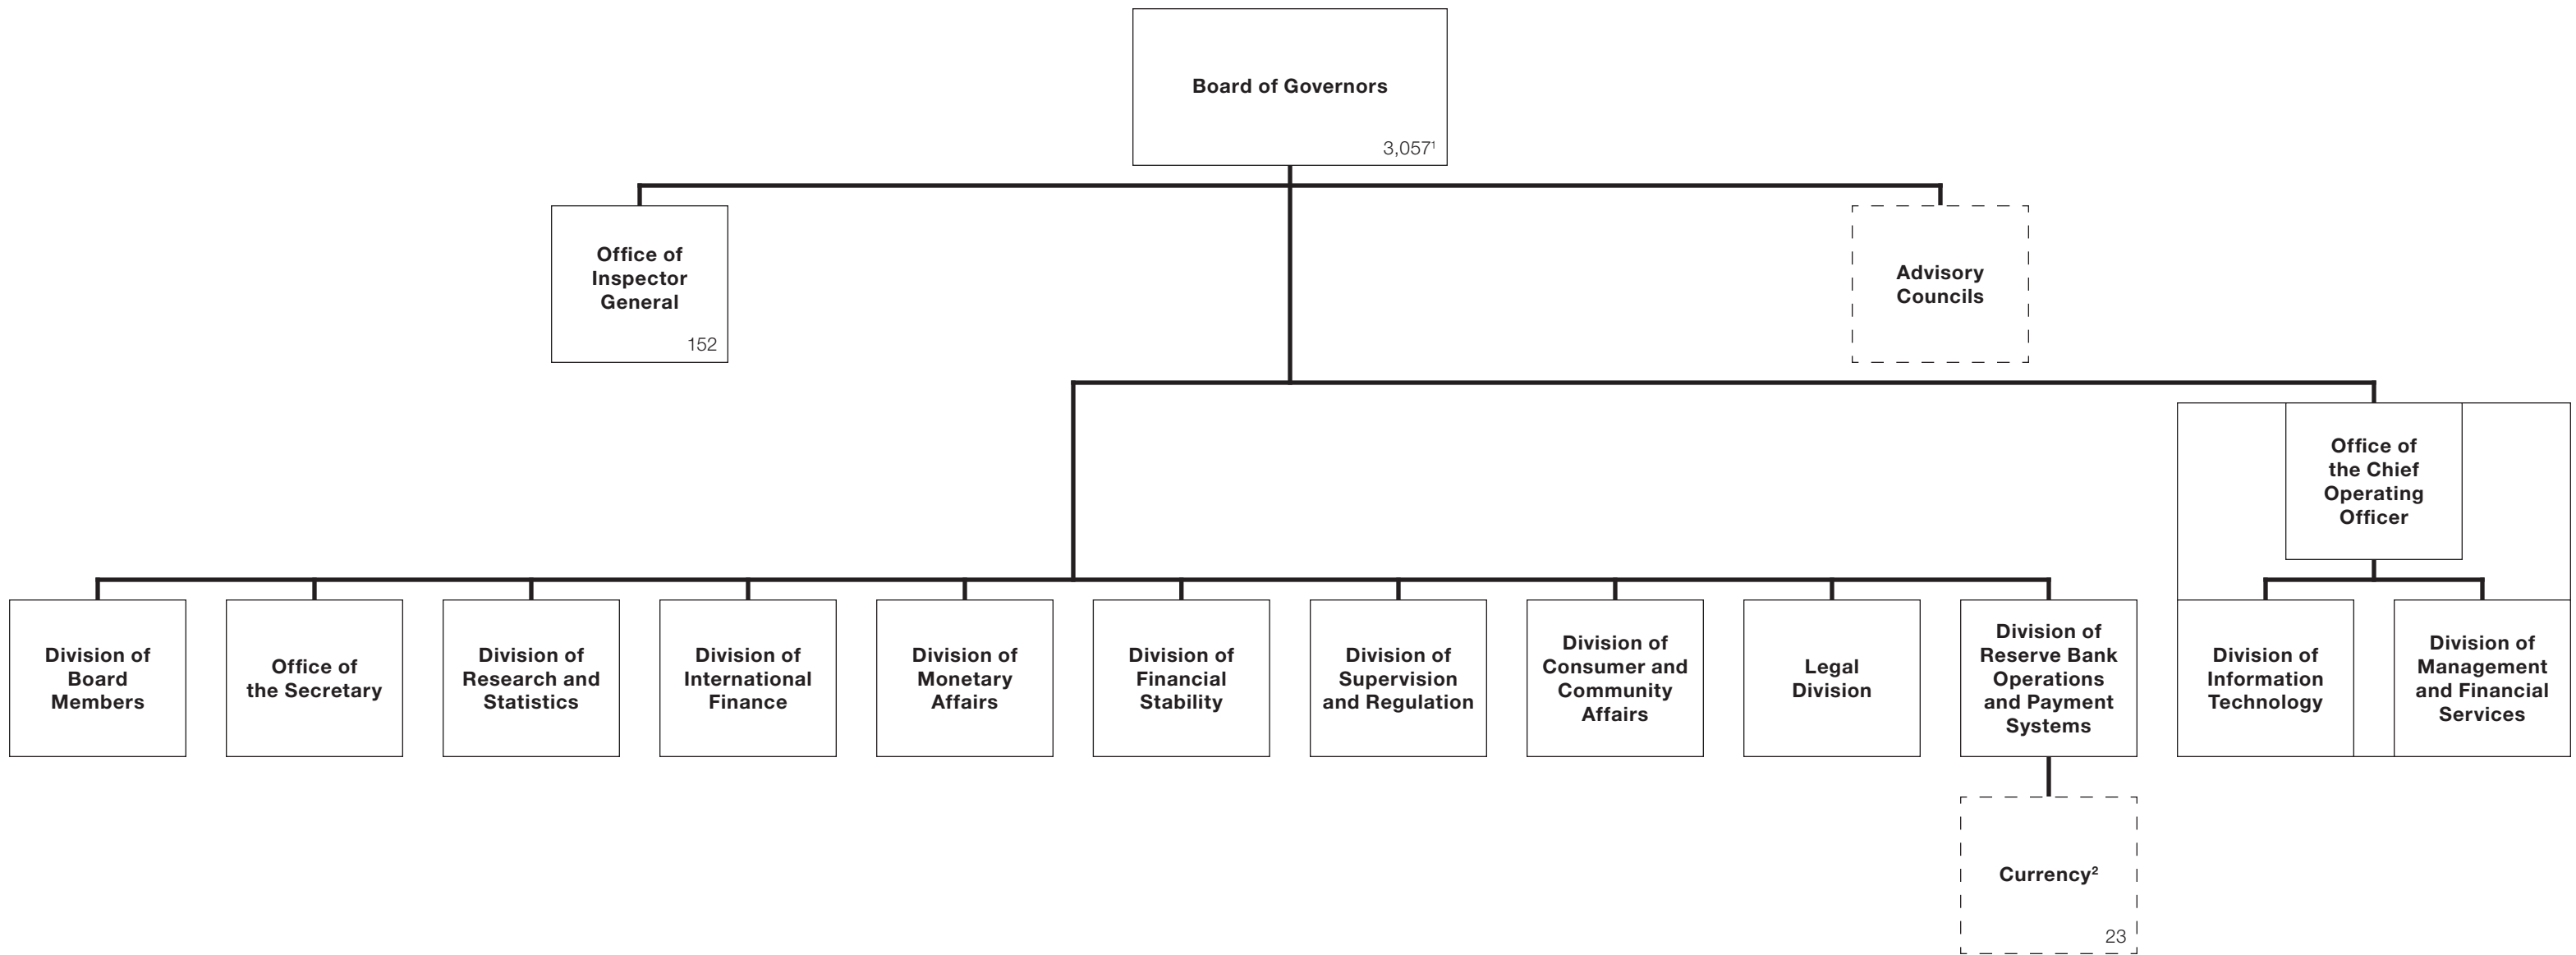 Board of Governors
3,057¹
Office of
Inspector
General
152
Advisory
Councils
Office of
the Chief
Operating
Officer
Division of
Board
Members
Office of
the Secretary
Division of
Research and
Statistics
Division of
International
Finance
Division of
Monetary
Affairs
Division of
Financial
Stability
Division of
Supervision
and Regulation
Division of
Consumer and
Community
Affairs
Legal
Division
Division of
Reserve Bank
Operations
and Payment
Systems
Division of
Information
Technology
Division of
Management
and Financial
Services
Currency²
23